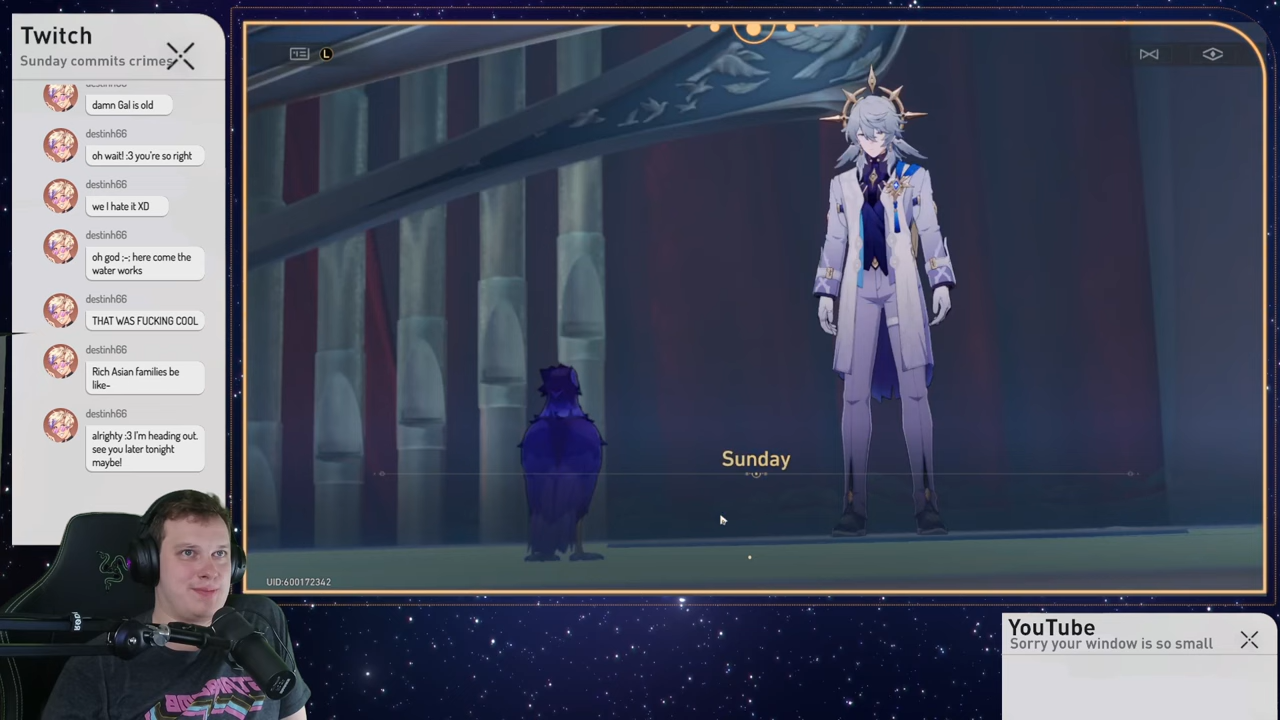 Twitch
Sunday commits crimes
damn Gal is old
destinh66
oh wait! :3 you're so right
destinh66
we I hate it XD
destinh66
oh god ;-; here come the
water works
destinh66
THAT WAS FUCKING COOL
destinh66
Rich Asian families be
like-
destinh66
alrighty :3 I'm heading out.
see you later tonight
maybe!
L
Sunday
UID:600172342
YouTube
Sorry your window is so small